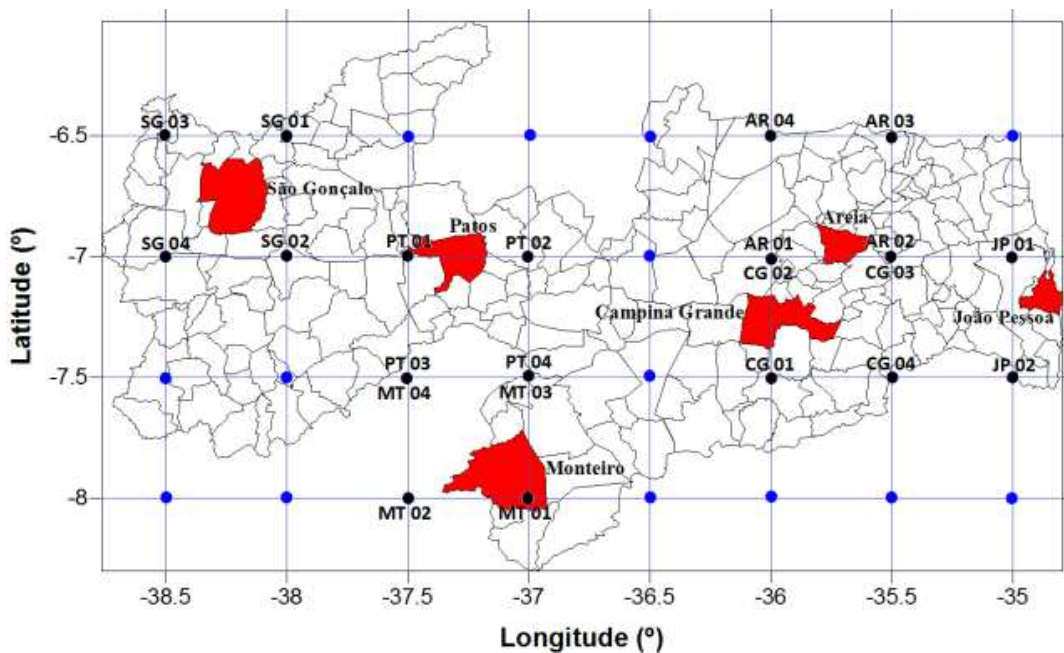 SG 03 SG 01 AR 04 AR 03
-6.5
São Gonçalo
Patos Areia
SG 04 SG 02 PT 01 PT 02 AR 01 AR 02 JP 01
-7
CG 02 CG 03
Campina Grande João Pessoa
PT 03 PT 04 CG 01 CG 04 JP 02
-7.5
MT 04 MT 03
Monteiro
-8
MT 02 MT 01
-38.5 -38 -37.5 -37 -36.5 -36 -35.5 -35
Latitude (º)
Longitude (º)